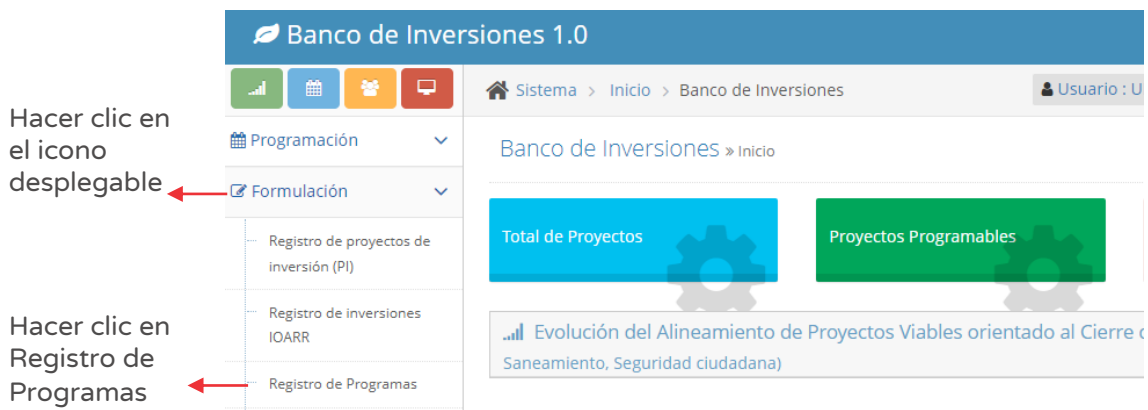 Banco de Inversiones 1.0
Sistema > Inicio > Banco de Inversiones
Usuario : U
Hacer clic en
el icono
desplegable
Programación
Formulación
Registro de proyectos de
inversión (PI)
Registro de inversiones
IOARR
Hacer clic en
Registro de
Programas
Registro de Programas
Banco de Inversiones » Inicio
Total de Proyectos
Proyectos Programables
Evolución del Alineamiento de Proyectos Viables orientado al Cierre
Saneamiento, Seguridad ciudadana)